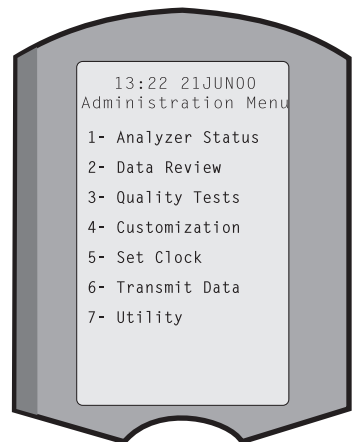 13:22 21JUN00
Administration Menu
1- Analyzer Status
2- Data Review
3- Quality Tests
4- Customization
5- Set Clock
6- Transmit Data
7- Utility